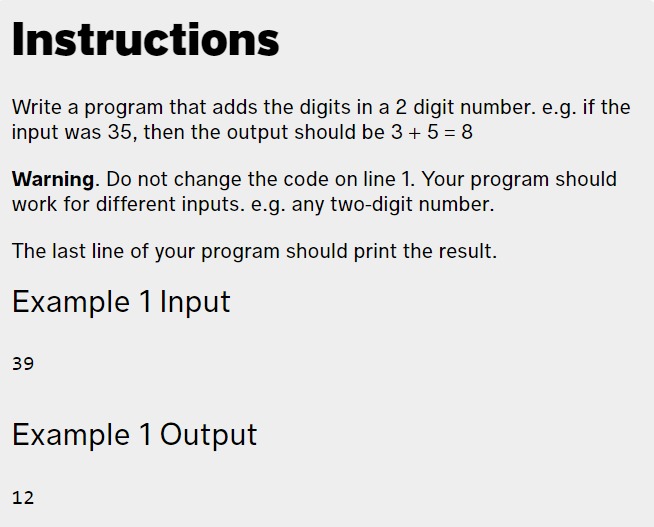 Instructions
Write a program that adds the digits in a 2 digit number. e.g. if the
input was 35, then the output should be 3 + 5 = 8
Warning. Do not change the code on line 1. Your program should
work for different inputs. e.g. any two-digit number.
The last line of your program should print the result.
Example 1 Input
39
Example 1 Output
12